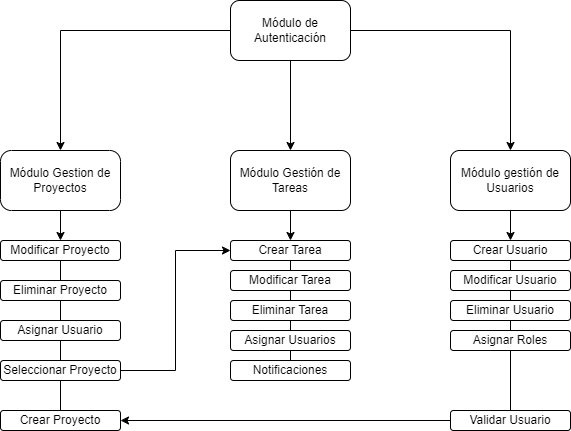 Módulo de
Autenticación
Módulo Gestion de
Proyectos
Módulo Gestión de
Tareas
Módulo gestión de
Usuarios
Modificar Proyecto
Eliminar Proyecto
Asignar Usuario
Seleccionar Proyecto
Crear Proyecto
Crear Tarea
Modificar Tarea
Eliminar Tarea
Asignar Usuarios
Notificaciones
Crear Usuario
Modificar Usuario
Eliminar Usuario
Asignar Roles
Validar Usuario